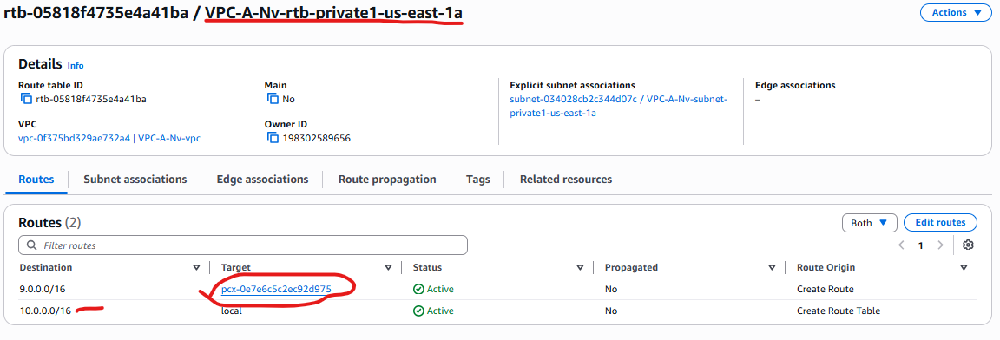 rtb-05818f4735e4a41ba / VPC-A-Nv-rtb-private1-us-east-1a
Actions
Details Info
Route table ID
rtb-05818f4735e4a41ba
Main
No
Explicit subnet associations
subnet-034028cb2c344d07c / VPC-A-Nv-subnet-
private1-us-east-1a
Edge associations
–
VPC
vpc-0f375bd329ae732a4 | VPC-A-Nv-vpc
Owner ID
198302589656
Routes Subnet associations Edge associations Route propagation Tags Related resources
Routes (2)
Both
Edit routes
Filter routes
1
Destination Target Status Propagated Route Origin
9.0.0.0/16 pcx-0e7e6c5c2ec92d975 Active No Create Route
10.0.0.0/16 local Active No Create Route Table